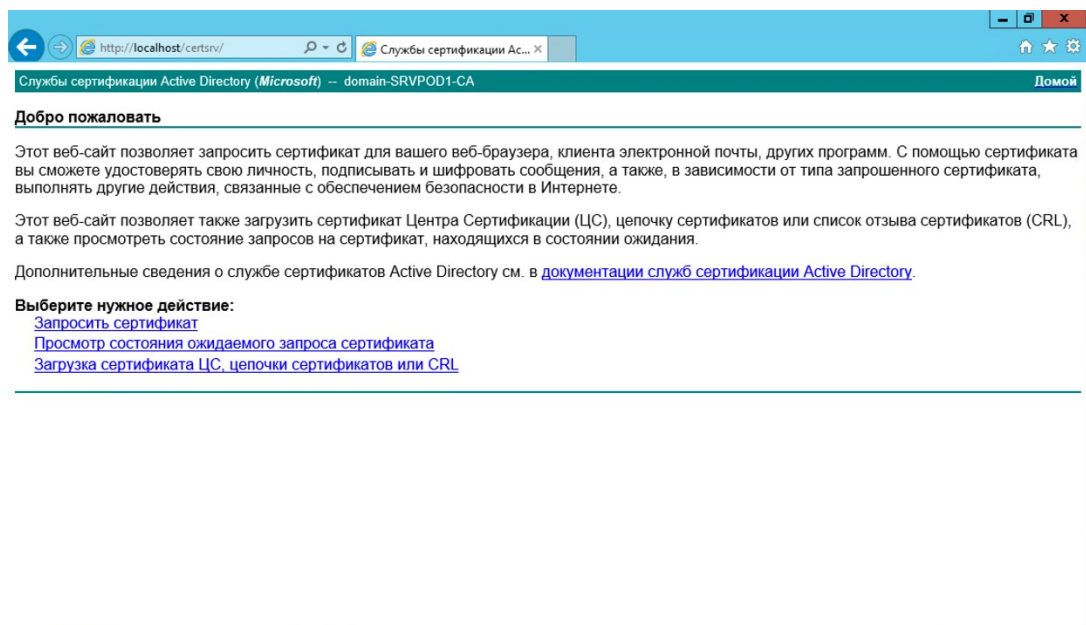 http://localhost/certsrv/
Службы сертификации Ac...
Службы сертификации Active Directory (Microsoft) -- domain-SRVPOD1-CA
Домой
Добро пожаловать
Этот веб-сайт позволяет запросить сертификат для вашего веб-браузера, клиента электронной почты, других программ. С помощью сертификата
вы сможете удостоверять свою личность, подписывать и шифровать сообщения, а также, в зависимости от типа запрошенного сертификата,
выполнять другие действия, связанные с обеспечением безопасности в Интернете.
Этот веб-сайт позволяет также загрузить сертификат Центра Сертификации (ЦС), цепочку сертификатов или список отзыва сертификатов (CRL),
а также просмотреть состояние запросов на сертификат, находящихся в состоянии ожидания.
Дополнительные сведения о службе сертификатов Active Directory см. в документации служб сертификации Active Directory.
Выберите нужное действие:
Запросить сертификат
Просмотр состояния ожидаемого запроса сертификата
Загрузка сертификата ЦС, цепочки сертификатов или CRL